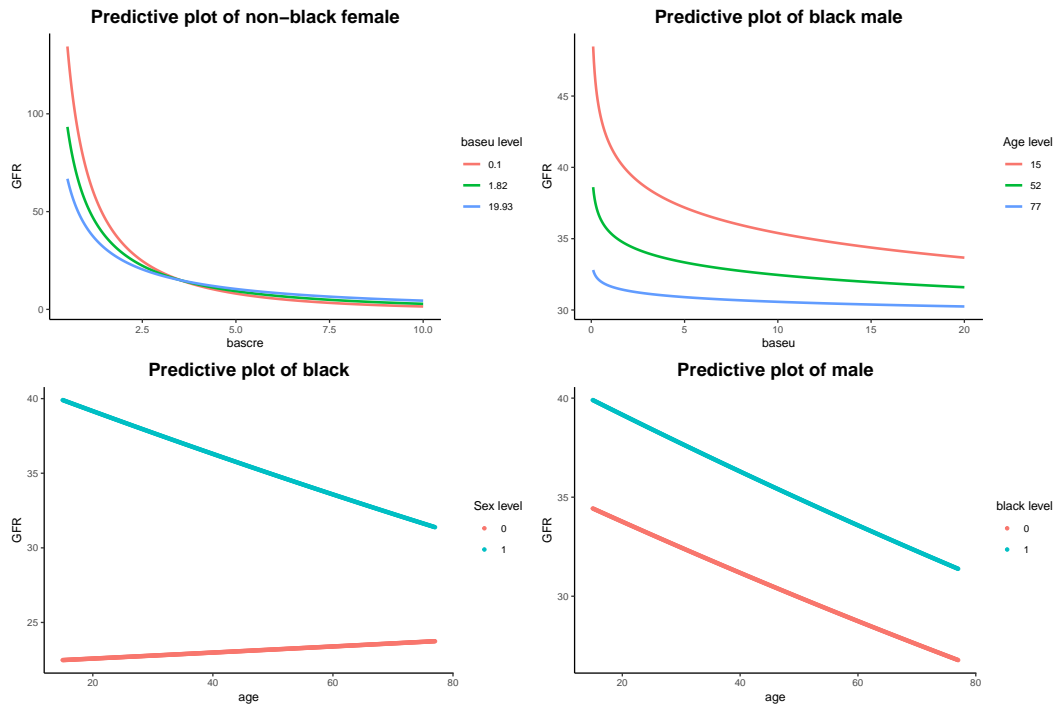 Predictive plot of non−black female
GFR
100
50
0
2.5
5.0
7.5
10.0
bascre
baseu level
0.1
1.82
19.93
Predictive plot of black male
GFR
45
40
35
30
0
5
10
15
20
baseu
Age level
15
52
77
Predictive plot of black
GFR
40
35
30
25
20
40
60
80
age
Sex level
0
1
Predictive plot of male
GFR
40
35
30
20
40
60
80
age
black level
0
1